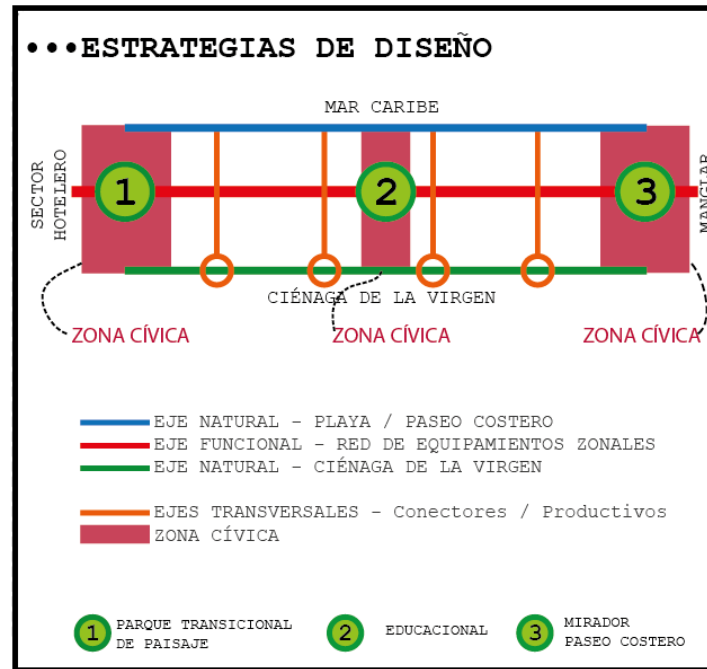 •••ESTRATEGIAS DE DISEÑO
MAR CARIBE
SECTOR
HOTELERO
1
2
3
MANGLAR
CIÉNAGA DE LA VIRGEN
ZONA CÍVICA
ZONA CÍVICA
ZONA CÍVICA
EJE NATURAL - PLAYA / PASEO COSTERO
EJE FUNCIONAL - RED DE EQUIPAMIENTOS ZONALES
EJE NATURAL - CIÉNAGA DE LA VIRGEN
EJES TRANSVERSALES - Conectores / Productivos
ZONA CÍVICA
1 PARQUE TRANSICIONAL
DE PAISAJE
2 EDUCACIONAL
3 MIRADOR
PASEO COSTERO